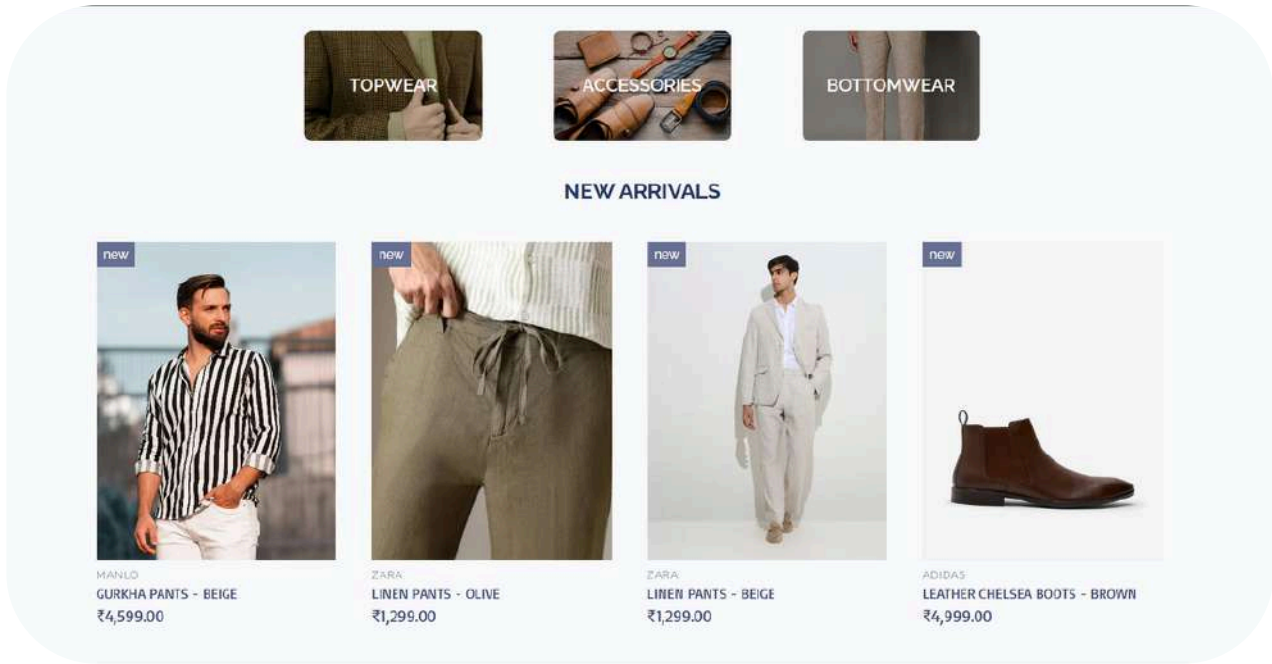 TOPWEAR
ACCESSORIES
BOTTOMWEAR
NEW ARRIVALS
new
new
new
new
MANLO
GURKHA PANTS - BEIGE
₹4,599.00
ZARA
LINEN PANTS - OLIVE
₹1,299.00
ZARA
LINEN PANTS - BEIGE
₹1,299.00
ADIDAS
LEATHER CHELSEA BOOTS - BROWN
₹4,999.00